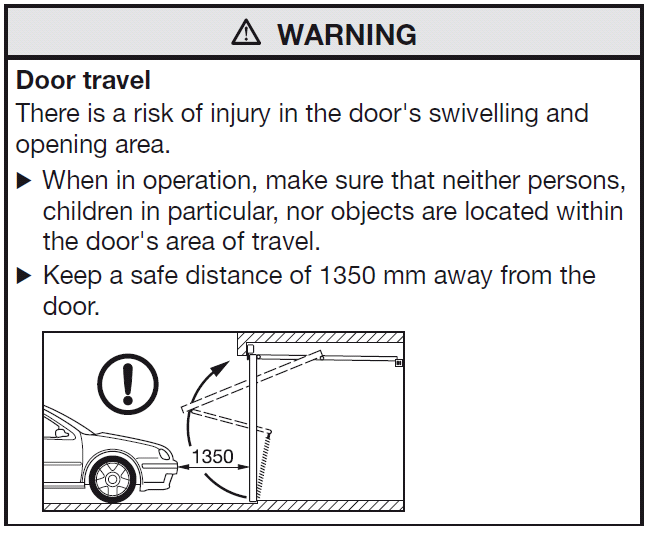 WARNING
Door travel
There is a risk of injury in the door's swivelling and
opening area.
When in operation, make sure that neither persons,
children in particular, nor objects are located within
the door's area of travel.
Keep a safe distance of 1350 mm away from the
door.
1350